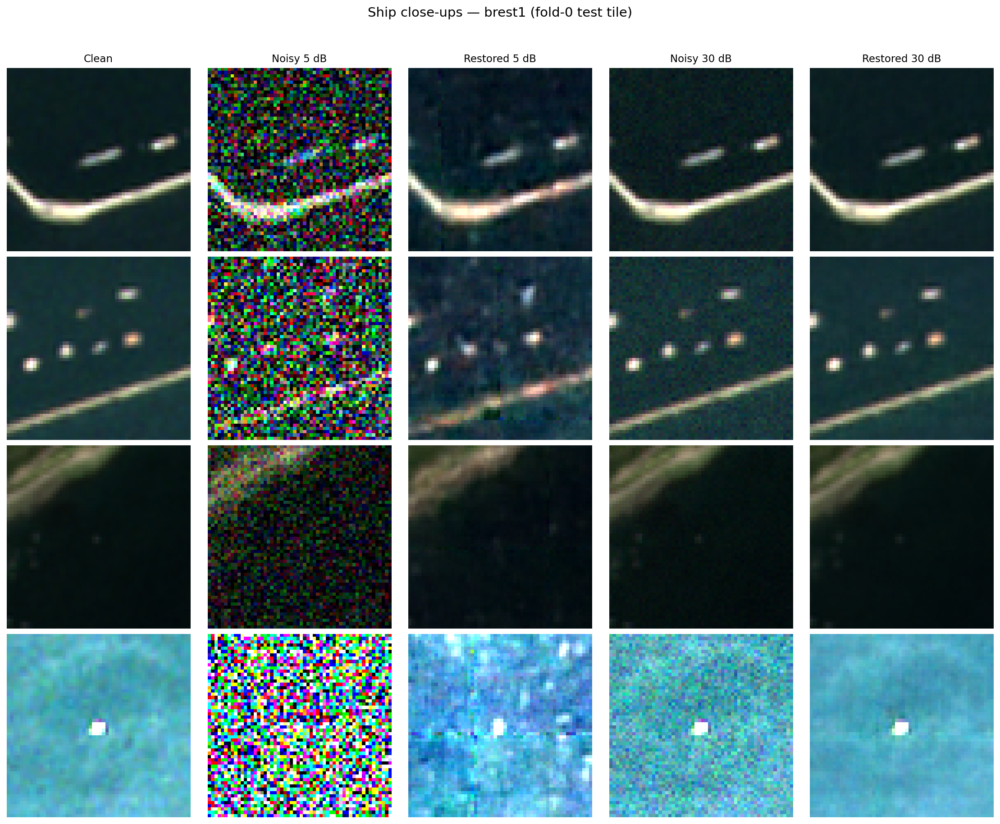 Ship close-ups — brest1 (fold-0 test tile)
Clean
Noisy 5 dB
Restored 5 dB
Noisy 30 dB
Restored 30 dB